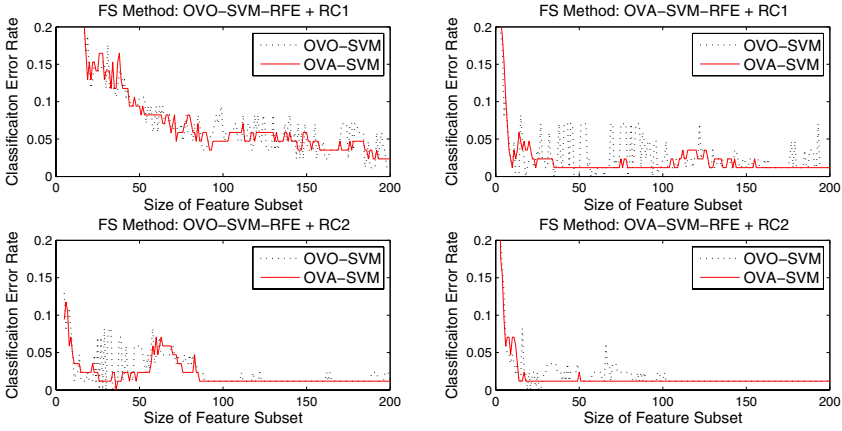 FS Method: OVO−SVM−RFE + RC1
0.2
0.15
0.1
0.05
0
Classificaiton Error Rate
OVO−SVM
OVA−SVM
0 50 100 150 200
Size of Feature Subset
FS Method: OVA−SVM−RFE + RC1
0.2
0.15
0.1
0.05
0
Classificaiton Error Rate
OVO−SVM
OVA−SVM
0 50 100 150 200
Size of Feature Subset
FS Method: OVO−SVM−RFE + RC2
0.2
0.15
0.1
0.05
0
Classificaiton Error Rate
OVO−SVM
OVA−SVM
0 50 100 150 200
Size of Feature Subset
FS Method: OVA−SVM−RFE + RC2
0.2
0.15
0.1
0.05
0
Classificaiton Error Rate
OVO−SVM
OVA−SVM
0 50 100 150 200
Size of Feature Subset